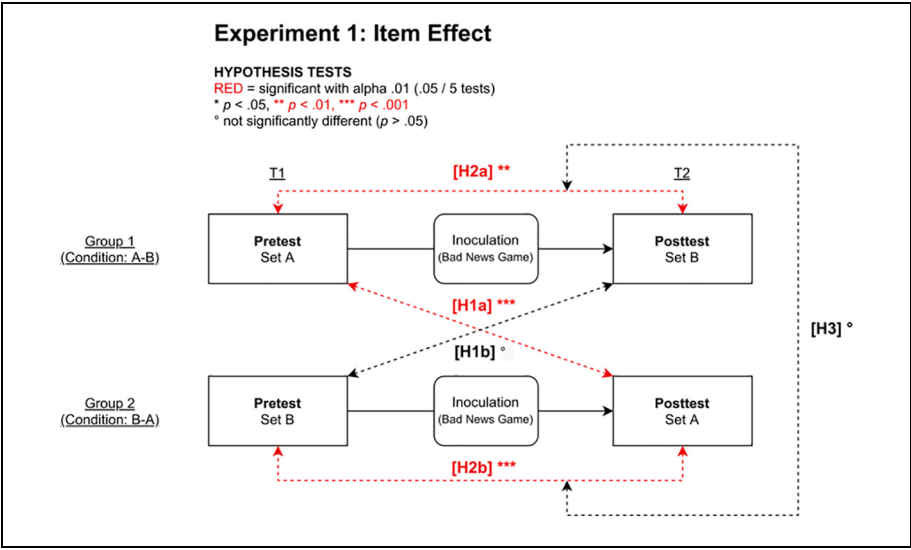 Experiment 1: Item Effect
HYPOTHESIS TESTS
RED = significant with alpha .01 (.05 / 5 tests)
* p < .05, ** p < .01, *** p < .001
° not significantly different (p > .05)
T1
[H2a] **
T2
Group 1
(Condition: A-B)
Pretest
Set A
Inoculation
(Bad News Game)
Posttest
Set B
[H1a] ***
[H3] °
[H1b] °
Group 2
(Condition: B-A)
Pretest
Set B
Inoculation
(Bad News Game)
Posttest
Set A
[H2b] ***